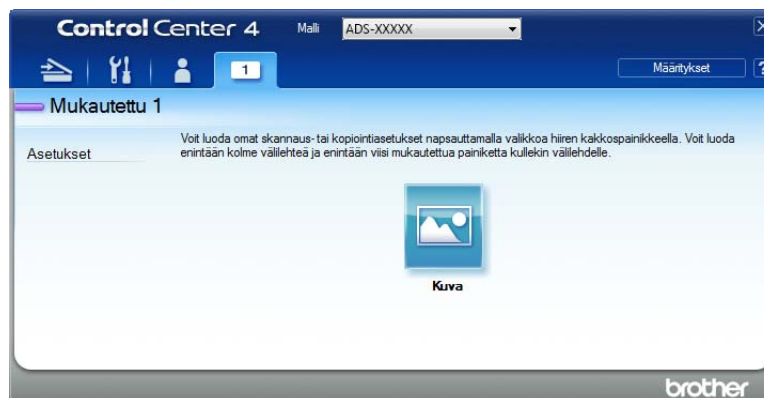 Control Center 4 Malli ADS-XXXXX
1 Määritykset ?
Mukautettu 1
Voit luoda omat skannaus- tai kopiointiasetukset napsauttamalla valikkoa hiiren kakkospainikkeella. Voit luoda
Asetukset enintään kolme välilehteä ja enintään viisi mukautettua painiketta kullekin välilehdelle.
Kuva
brother